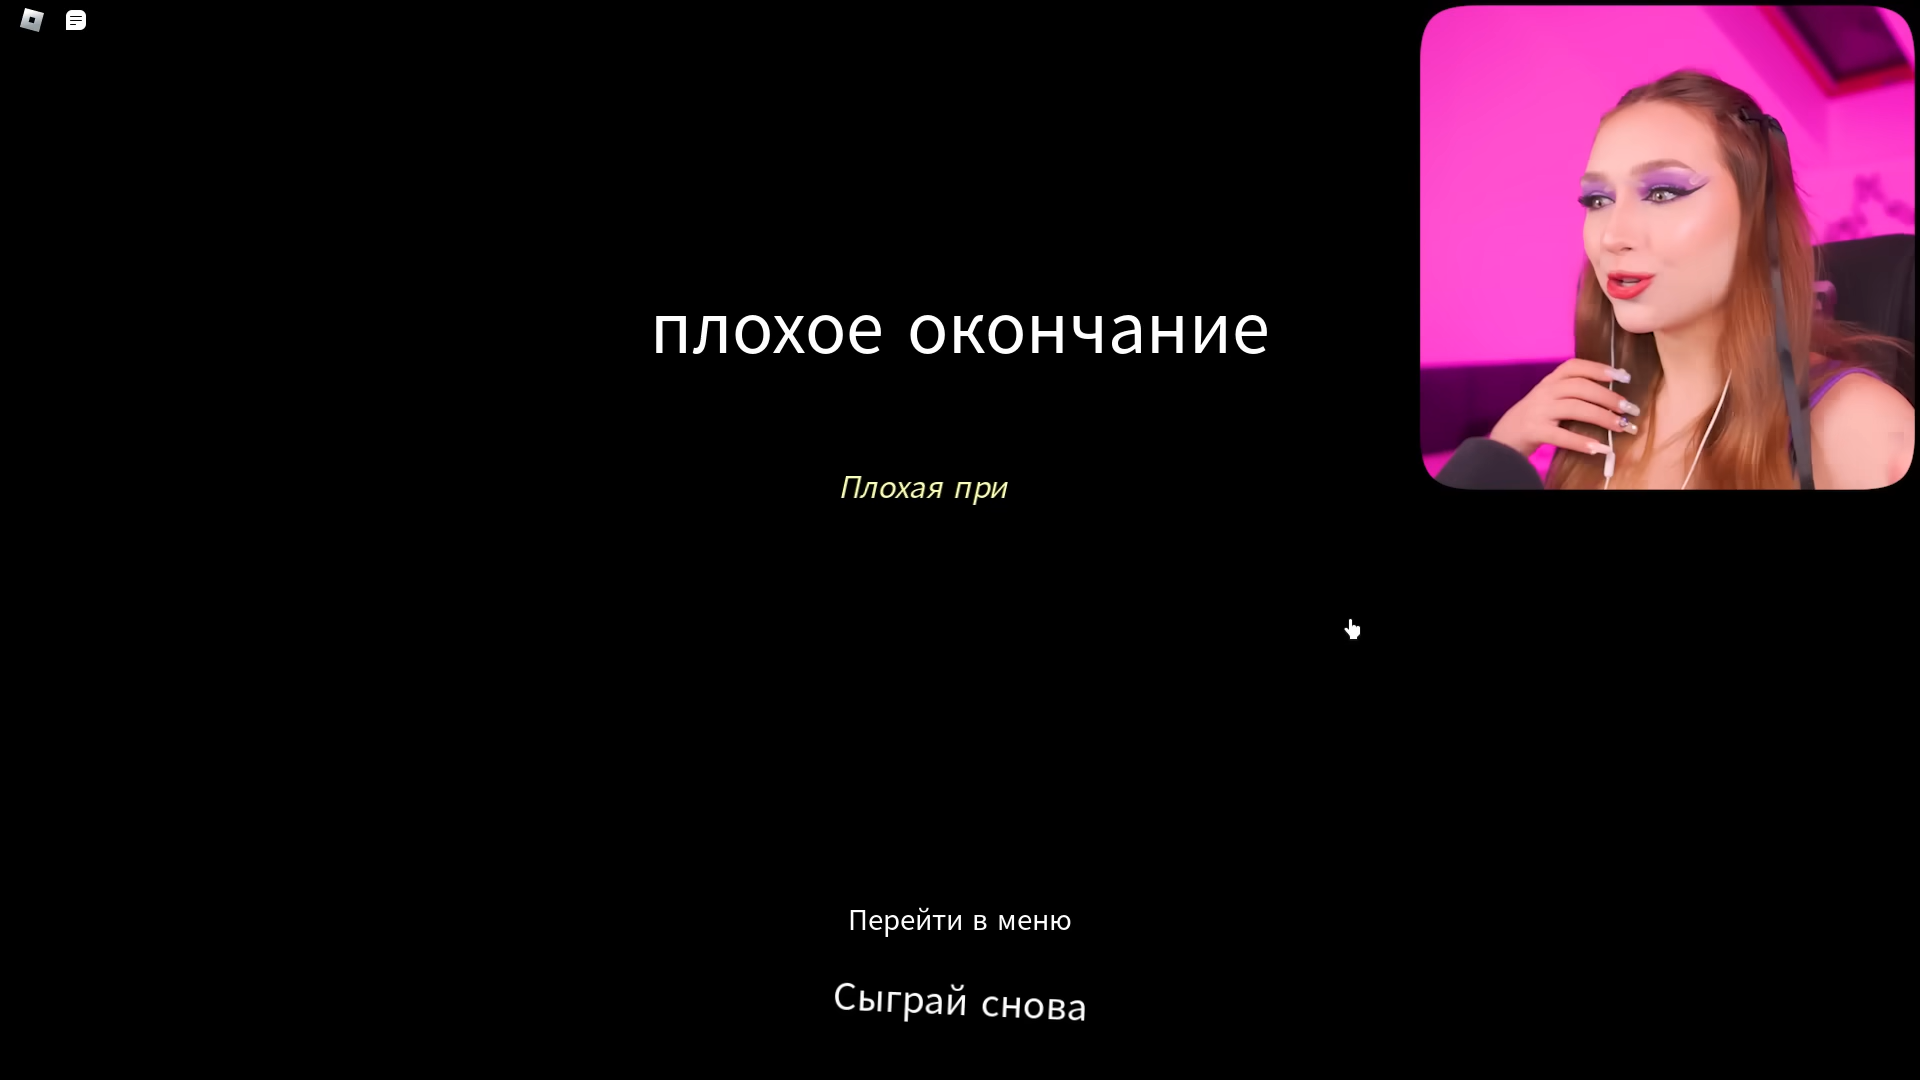 плохое окончание
Плохая при
Перейти в меню
Сыграй снова